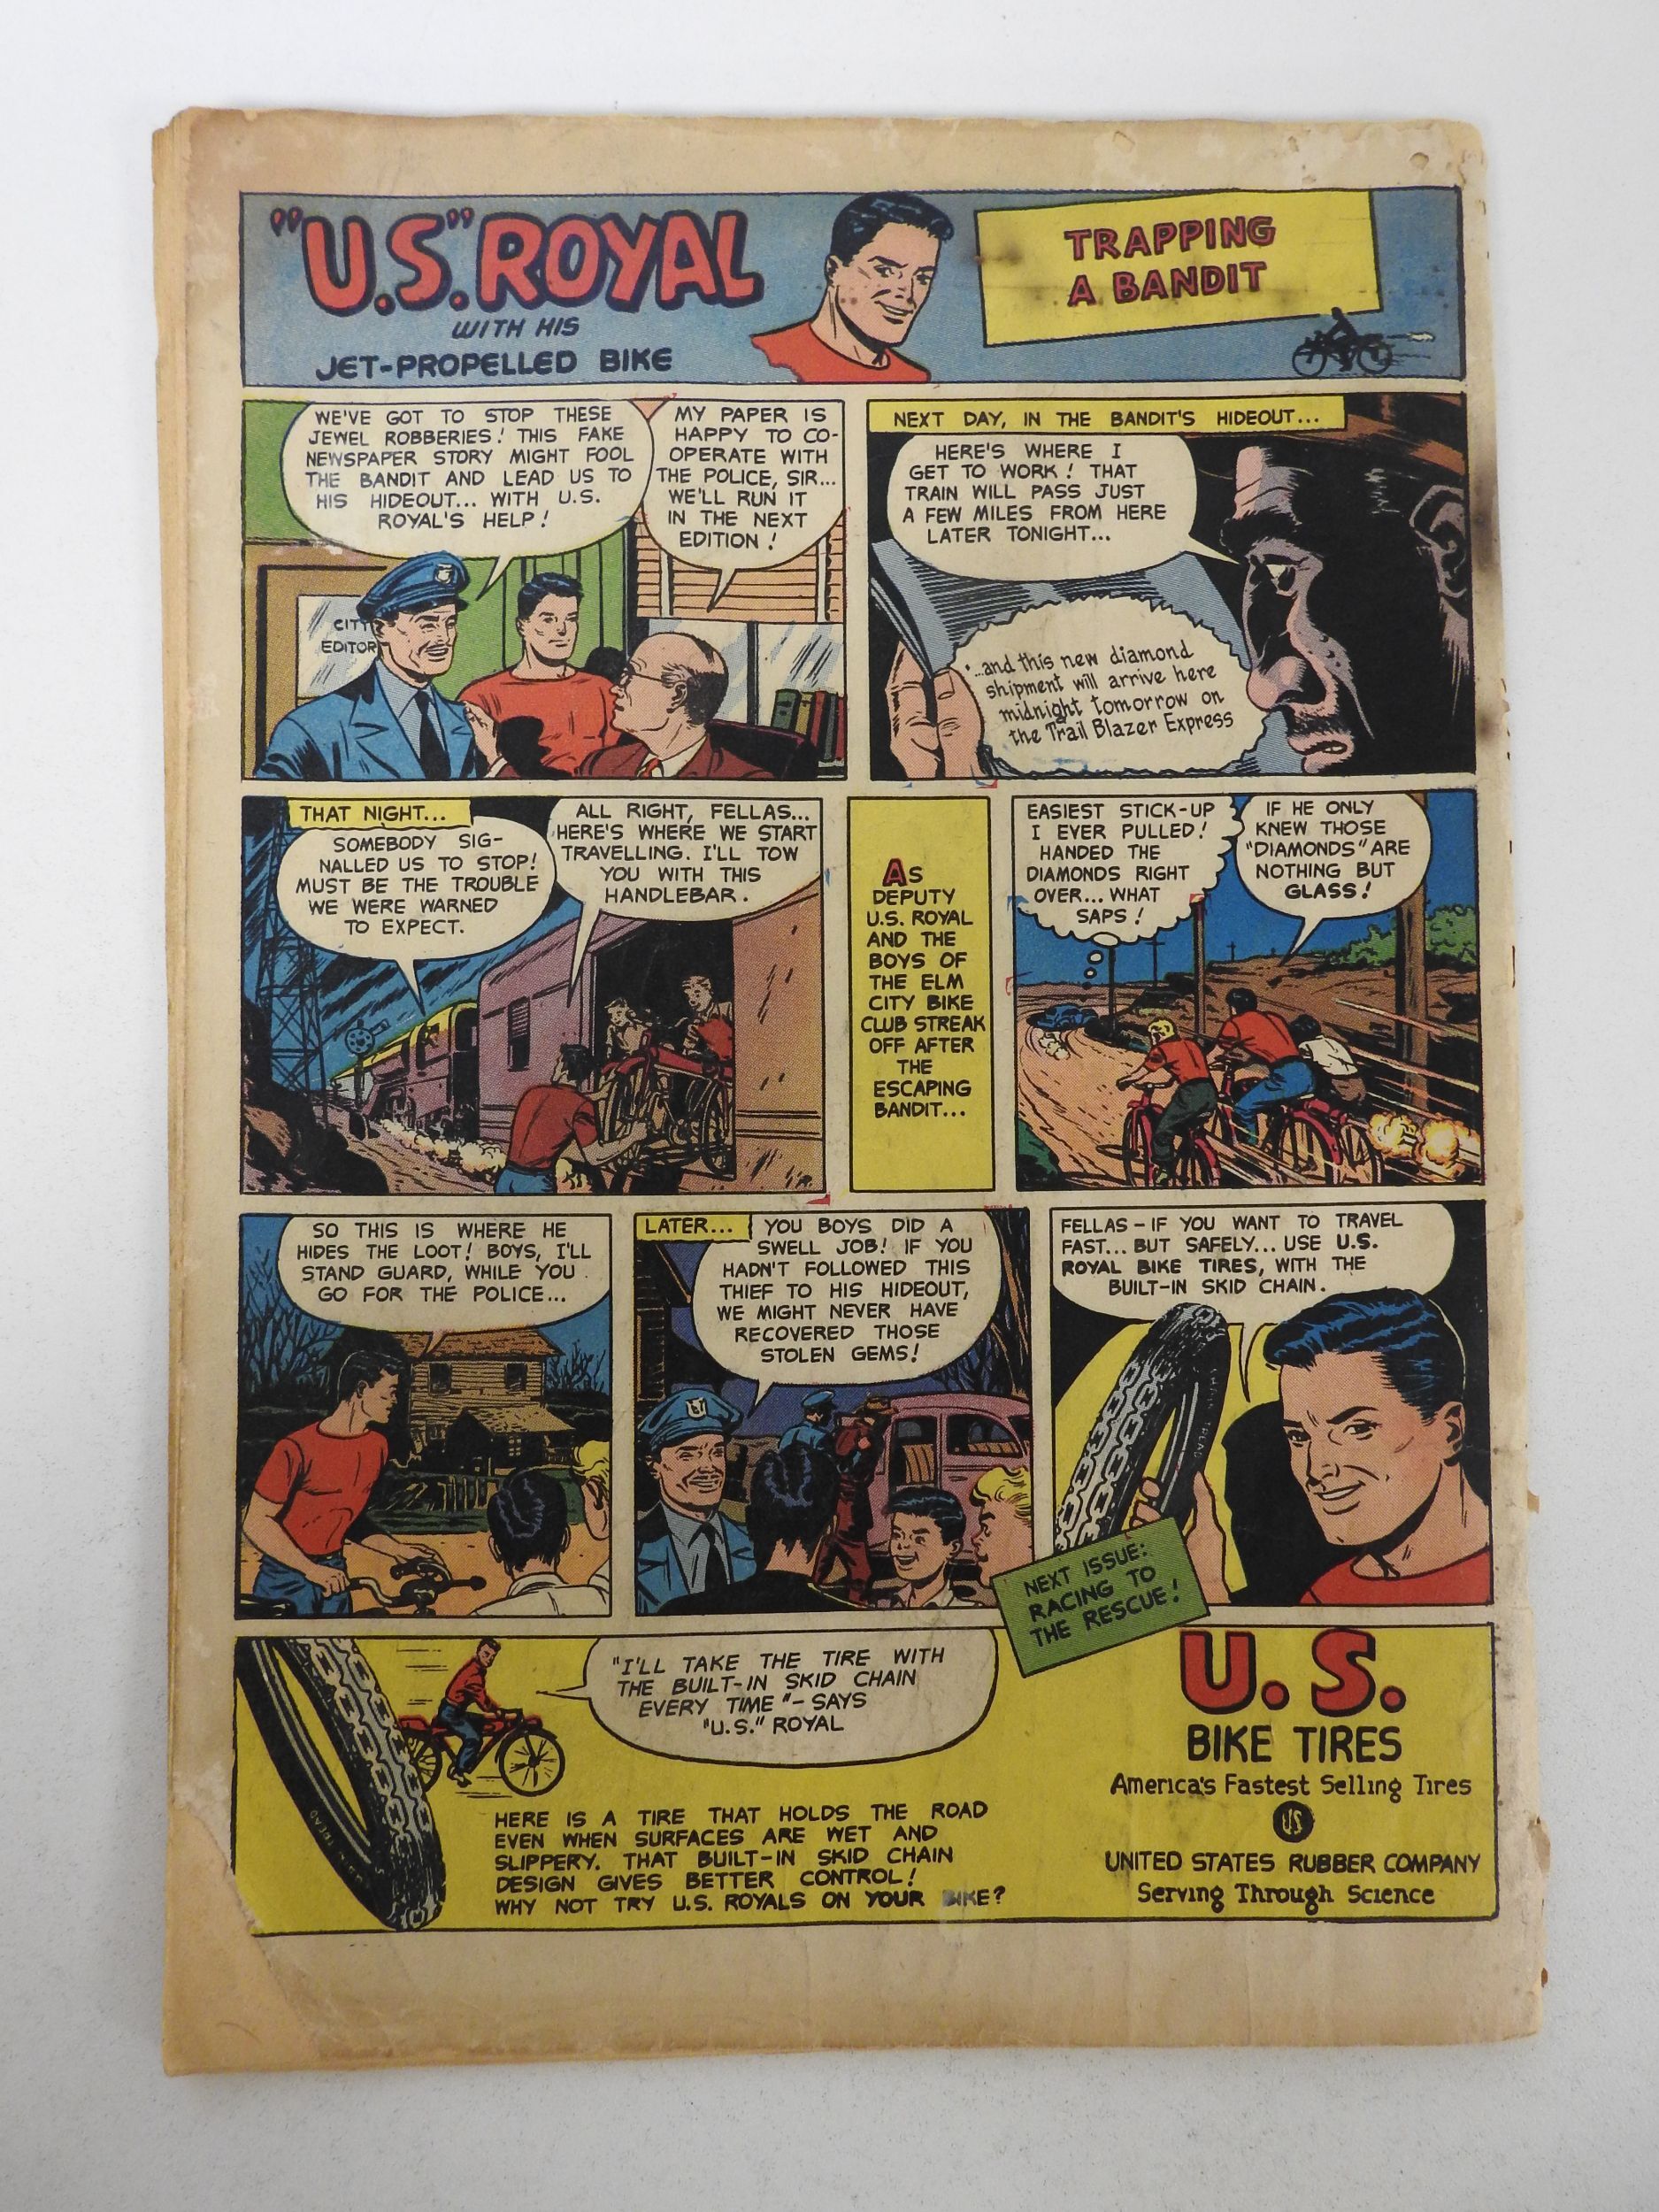 "U.S." ROYAL
WITH HIS
JET-PROPELLED BIKE
TRAPPING
A BANDIT
WE'VE GOT TO STOP THESE
JEWEL ROBBERIES! THIS FAKE
NEWSPAPER STORY MIGHT FOOL
THE BANDIT AND LEAD US TO
HIS HIDEOUT... WITH U.S.
ROYAL'S HELP!
MY PAPER IS
HAPPY TO CO-
OPERATE WITH
THE POLICE, SIR...
WE'LL RUN IT
IN THE NEXT
EDITION!
CITY
EDITOR
NEXT DAY, IN THE BANDIT'S HIDEOUT...
HERE'S WHERE I
GET TO WORK! THAT
TRAIN WILL PASS JUST
A FEW MILES FROM HERE
LATER TONIGHT...
"..and this new diamond
shipment will arrive here
midnight tomorrow on
the Trail Blazer Express
THAT NIGHT...
SOMEBODY SIG-
NALLED US TO STOP!
MUST BE THE TROUBLE
WE WERE WARNED
TO EXPECT.
ALL RIGHT, FELLAS...
HERE'S WHERE WE START
TRAVELLING. I'LL TOW
YOU WITH THIS
HANDLEBAR.
AS
DEPUTY
U.S. ROYAL
AND THE
BOYS OF
THE ELM
CITY BIKE
CLUB STREAK
OFF AFTER
THE
ESCAPING
BANDIT...
EASIEST STICK-UP
I EVER PULLED!
HANDED THE
DIAMONDS RIGHT
OVER... WHAT
SAPS!
IF HE ONLY
KNEW THOSE
"DIAMONDS" ARE
NOTHING BUT
GLASS!
SO THIS IS WHERE HE
HIDES THE LOOT! BOYS, I'LL
STAND GUARD, WHILE YOU
GO FOR THE POLICE...
LATER...
YOU BOYS DID A
SWELL JOB! IF YOU
HADN'T FOLLOWED THIS
THIEF TO HIS HIDEOUT,
WE MIGHT NEVER HAVE
RECOVERED THOSE
STOLEN GEMS!
FELLAS - IF YOU WANT TO TRAVEL
FAST... BUT SAFELY... USE U.S.
ROYAL BIKE TIRES, WITH THE
BUILT-IN SKID CHAIN.
TREAD
NEXT ISSUE:
RACING TO
THE RESCUE!
"I'LL TAKE THE TIRE WITH
THE BUILT-IN SKID CHAIN
EVERY TIME" - SAYS
"U.S." ROYAL
TREAD
HERE IS A TIRE THAT HOLDS THE ROAD
EVEN WHEN SURFACES ARE WET AND
SLIPPERY. THAT BUILT-IN SKID CHAIN
DESIGN GIVES BETTER CONTROL!
WHY NOT TRY U.S. ROYALS ON YOUR BIKE?
U.S.
BIKE TIRES
America's Fastest Selling Tires
US
UNITED STATES RUBBER COMPANY
Serving Through Science